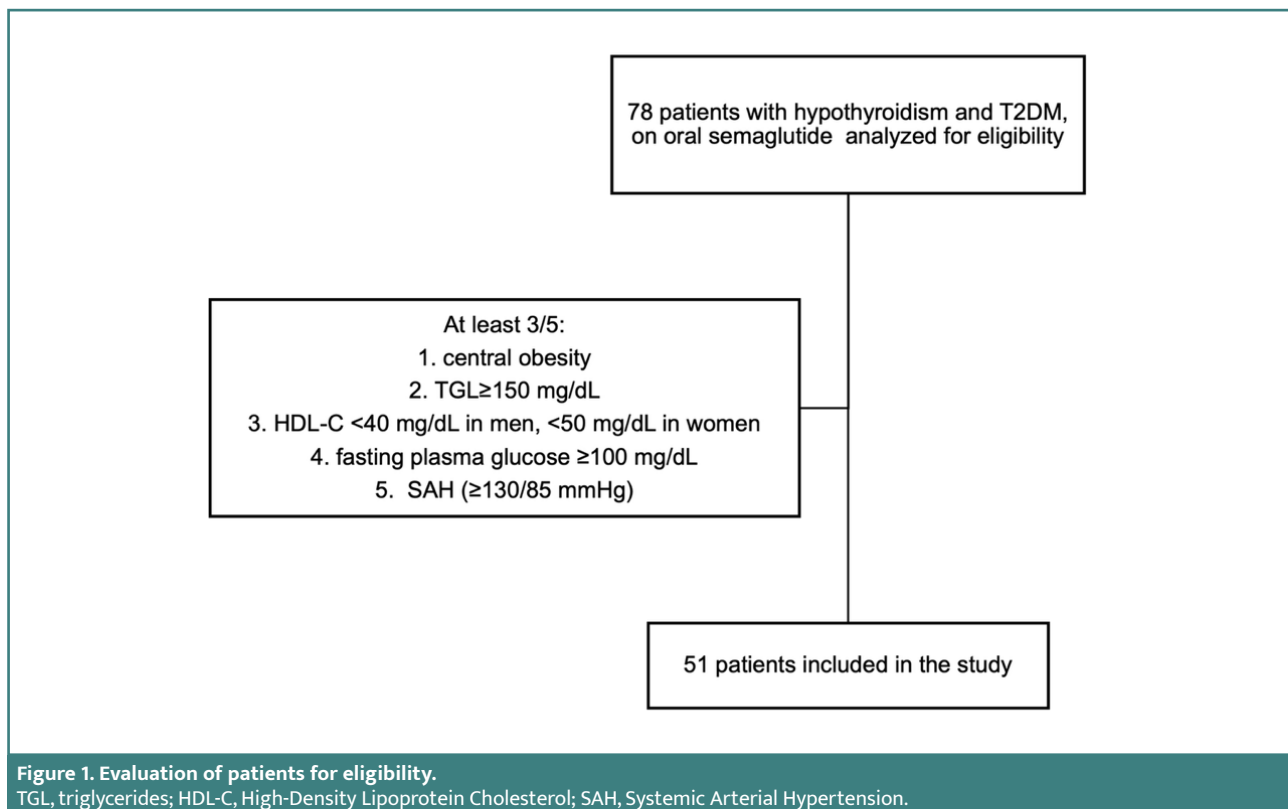 78 patients with hypothyroidism and T2DM,
on oral semaglutide analyzed for eligibility
At least 3/5:
1. central obesity
2. TGL≥150 mg/dL
3. HDL-C <40 mg/dL in men, <50 mg/dL in women
4. fasting plasma glucose ≥100 mg/dL
5. SAH (≥130/85 mmHg)
51 patients included in the study
Figure 1. Evaluation of patients for eligibility.
TGL, triglycerides; HDL-C, High-Density Lipoprotein Cholesterol; SAH, Systemic Arterial Hypertension.